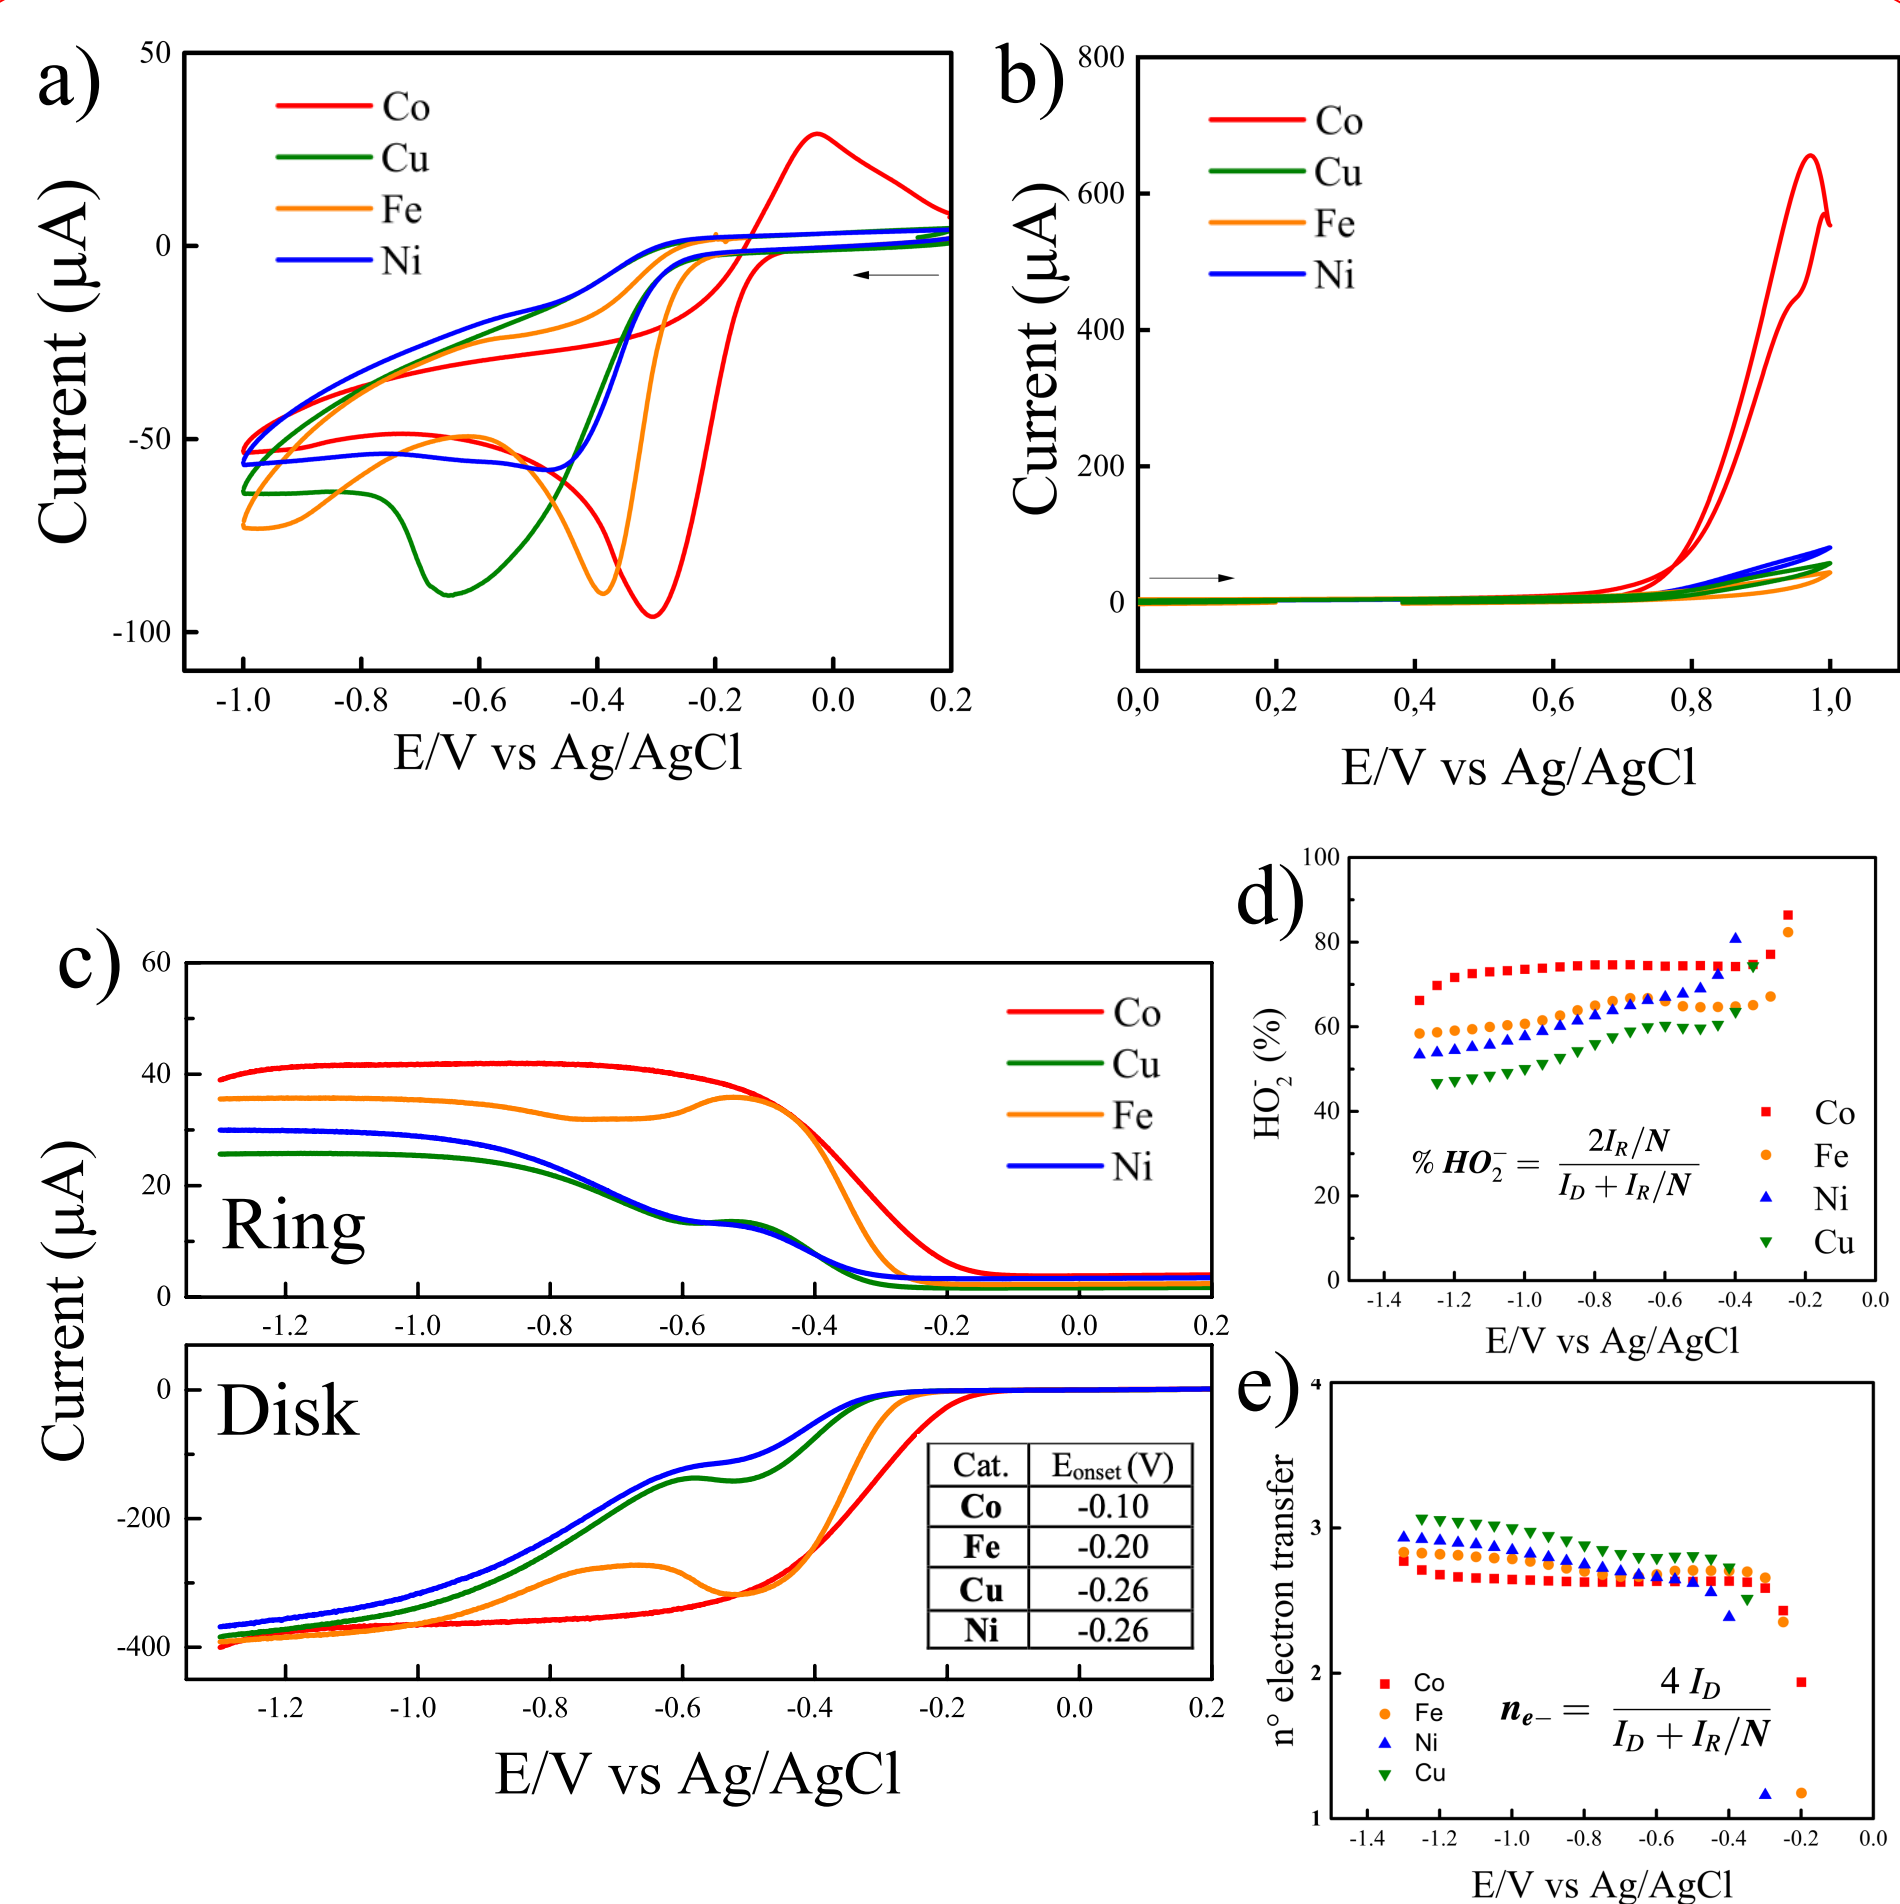 a)
50
0
-50
-100
Current (μA)
Co
Cu
Fe
Ni
-1.0 -0.8 -0.6 -0.4 -0.2 0.0 0.2
E/V vs Ag/AgCl
b)
800
600
400
200
0
Current (μA)
Co
Cu
Fe
Ni
0,0 0,2 0,4 0,6 0,8 1,0
E/V vs Ag/AgCl
c)
60
40
20
0
Co
Cu
Fe
Ni
Ring
-1.2 -1.0 -0.8 -0.6 -0.4 -0.2 0.0 0.2
Current (μA)
0
-200
-400
Disk
Cat. E_onset (V)
Co -0.10
Fe -0.20
Cu -0.26
Ni -0.26
-1.2 -1.0 -0.8 -0.6 -0.4 -0.2 0.0 0.2
E/V vs Ag/AgCl
d)
100
80
60
40
20
0
HO₂⁻ (%)
Co
Fe
Ni
Cu
% HO₂⁻ = 2I_R/N
I_D + I_R/N
-1.4 -1.2 -1.0 -0.8 -0.6 -0.4 -0.2 0.0
E/V vs Ag/AgCl
e)
4
3
2
1
n° electron transfer
Co
Fe
Ni
Cu
n_e− = 4 I_D
I_D + I_R/N
-1.4 -1.2 -1.0 -0.8 -0.6 -0.4 -0.2 0.0
E/V vs Ag/AgCl